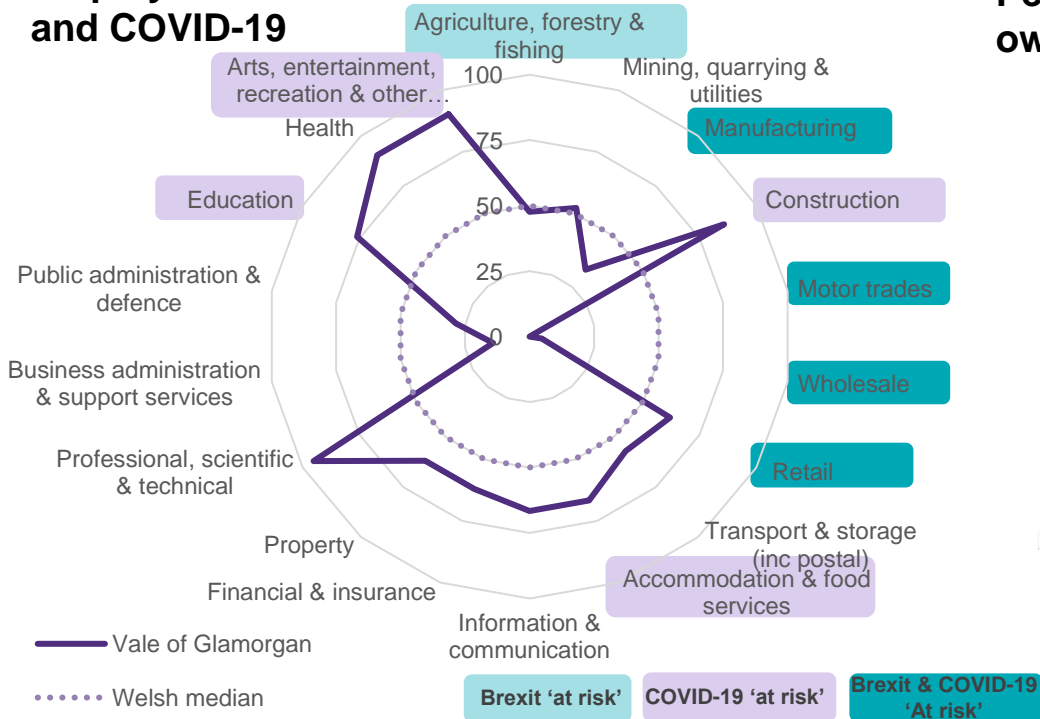 and COVID-19
ow
Agriculture, forestry &
fishing
Arts, entertainment,
recreation & other…
Mining, quarrying &
utilities
Health
Manufacturing
Education
Construction
Public administration &
defence
Motor trades
Business administration
& support services
Wholesale
Professional, scientific
& technical
Retail
Property
Transport & storage
(inc postal)
Financial & insurance
Accommodation & food
services
Information &
communication
100
75
50
25
0
Vale of Glamorgan
Welsh median
Brexit ‘at risk’
COVID-19 ‘at risk’
Brexit & COVID-19
‘At risk’